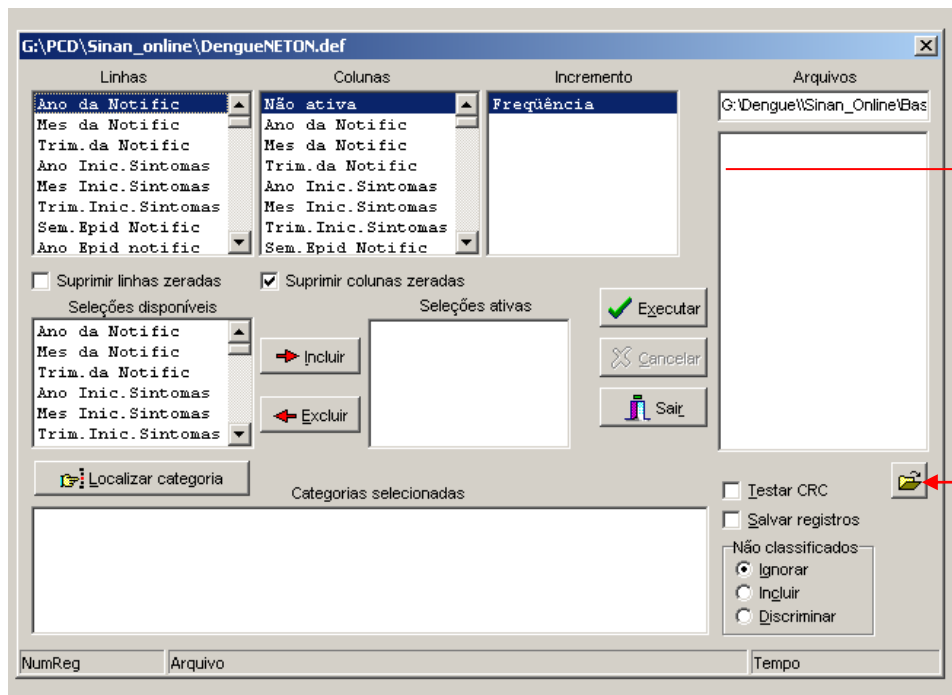 G:\PCD\Sinan_online\DengueNETON.def
Linhas
Colunas
Incremento
Arquivos
Ano da Notific
Mes da Notific
Trim.da Notific
Ano Inic.Sintomas
Mes Inic.Sintomas
Trim.Inic.Sintomas
Sem.Epid Notific
Ano Epid notific
Não ativa
Ano da Notific
Mes da Notific
Trim.da Notific
Ano Inic.Sintomas
Mes Inic.Sintomas
Trim.Inic.Sintomas
Sem.Epid Notific
Freqüência
G:\Dengue\\Sinan_Online\Bas
Suprimir linhas zeradas
Suprimir colunas zeradas
Seleções disponíveis
Seleções ativas
Ano da Notific
Mes da Notific
Trim.da Notific
Ano Inic.Sintomas
Mes Inic.Sintomas
Trim.Inic.Sintomas
Incluir
Excluir
Executar
Cancelar
Sair
Localizar categoria
Categorias selecionadas
Testar CRC
Salvar registros
Não classificados
Ignorar
Incluir
Discriminar
NumReg
Arquivo
Tempo